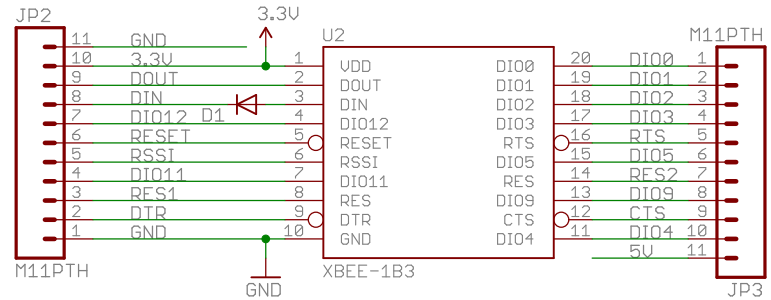 JP2 3.3V U2 M11PTH
11 GND
10 3.3V 1 VDD DIO0 20 DIO0 1
9 DOUT 2 DOUT DIO1 19 DIO1 2
8 DIN 3 DIN DIO2 18 DIO2 3
7 DIO12 D1 4 DIO12 DIO3 17 DIO3 4
6 RESET 5 RESET RTS 16 RTS 5
5 RSSI 6 RSSI DIO5 15 DIO5 6
4 DIO11 7 DIO11 RES 14 RES2 7
3 RES1 8 RES DIO9 13 DIO9 8
2 DTR 9 DTR CTS 12 CTS 9
1 GND 10 GND DIO4 11 DIO4 10
5V 11
M11PTH GND XBEE-1B3 JP3